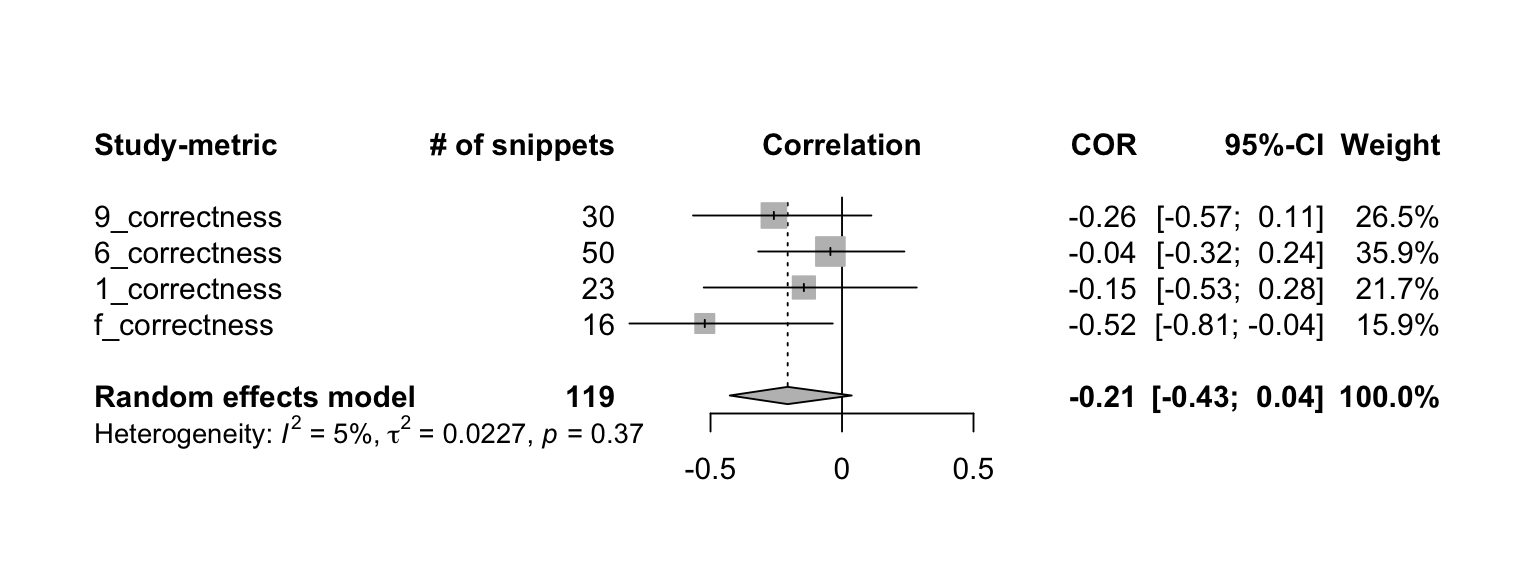 Study-metric # of snippets Correlation COR 95%-CI Weight
9_correctness 30 -0.26 [-0.57; 0.11] 26.5%
6_correctness 50 -0.04 [-0.32; 0.24] 35.9%
1_correctness 23 -0.15 [-0.53; 0.28] 21.7%
f_correctness 16 -0.52 [-0.81; -0.04] 15.9%
Random effects model 119 -0.21 [-0.43; 0.04] 100.0%
Heterogeneity: I² = 5%, τ² = 0.0227, p = 0.37
-0.5 0 0.5